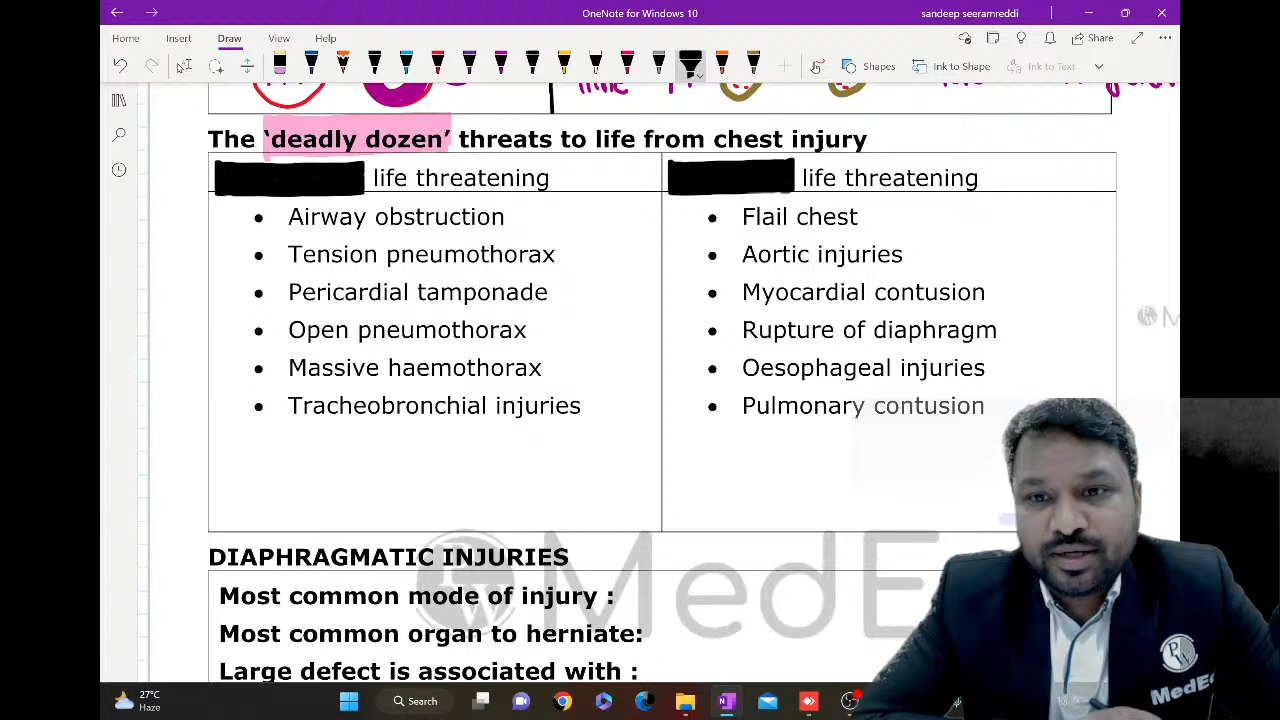 OneNote for Windows 10
sandeep seeramreddi
Home Insert Draw View Help
Share
Shapes Ink to Shape Ink to Text
The ‘deadly dozen’ threats to life from chest injury
life threatening
life threatening
• Airway obstruction
• Tension pneumothorax
• Pericardial tamponade
• Open pneumothorax
• Massive haemothorax
• Tracheobronchial injuries
• Flail chest
• Aortic injuries
• Myocardial contusion
• Rupture of diaphragm
• Oesophageal injuries
• Pulmonary contusion
DIAPHRAGMATIC INJURIES
Most common mode of injury :
Most common organ to herniate:
Large defect is associated with :
MedE
27°C
Haze
Search
PW
MedEd